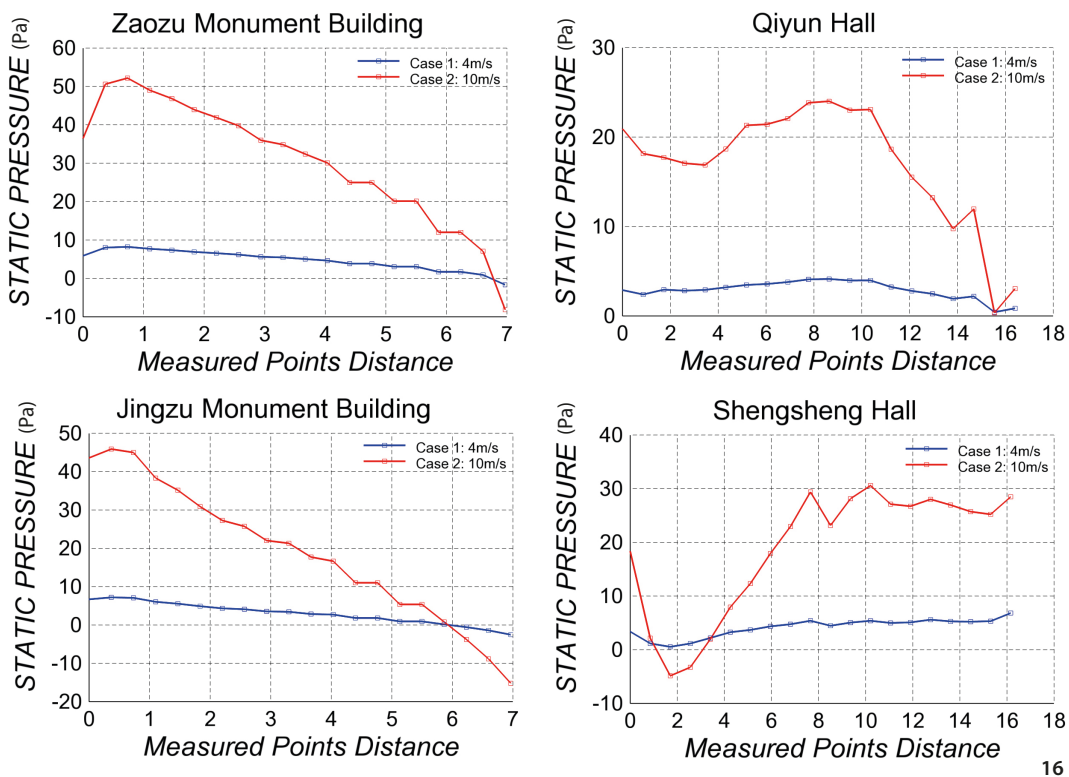 Zaozu Monument Building
STATIC PRESSURE (Pa)
60
50
40
30
20
10
0
-10
Case 1: 4m/s
Case 2: 10m/s
0 1 2 3 4 5 6 7
Measured Points Distance
Qiyun Hall
STATIC PRESSURE (Pa)
30
20
10
0
Case 1: 4m/s
Case 2: 10m/s
0 2 4 6 8 10 12 14 16 18
Measured Points Distance
Jingzu Monument Building
STATIC PRESSURE (Pa)
50
40
30
20
10
0
-10
-20
Case 1: 4m/s
Case 2: 10m/s
0 1 2 3 4 5 6 7
Measured Points Distance
Shengsheng Hall
STATIC PRESSURE (Pa)
40
30
20
10
0
-10
Case 1: 4m/s
Case 2: 10m/s
0 2 4 6 8 10 12 14 16 18
Measured Points Distance
16